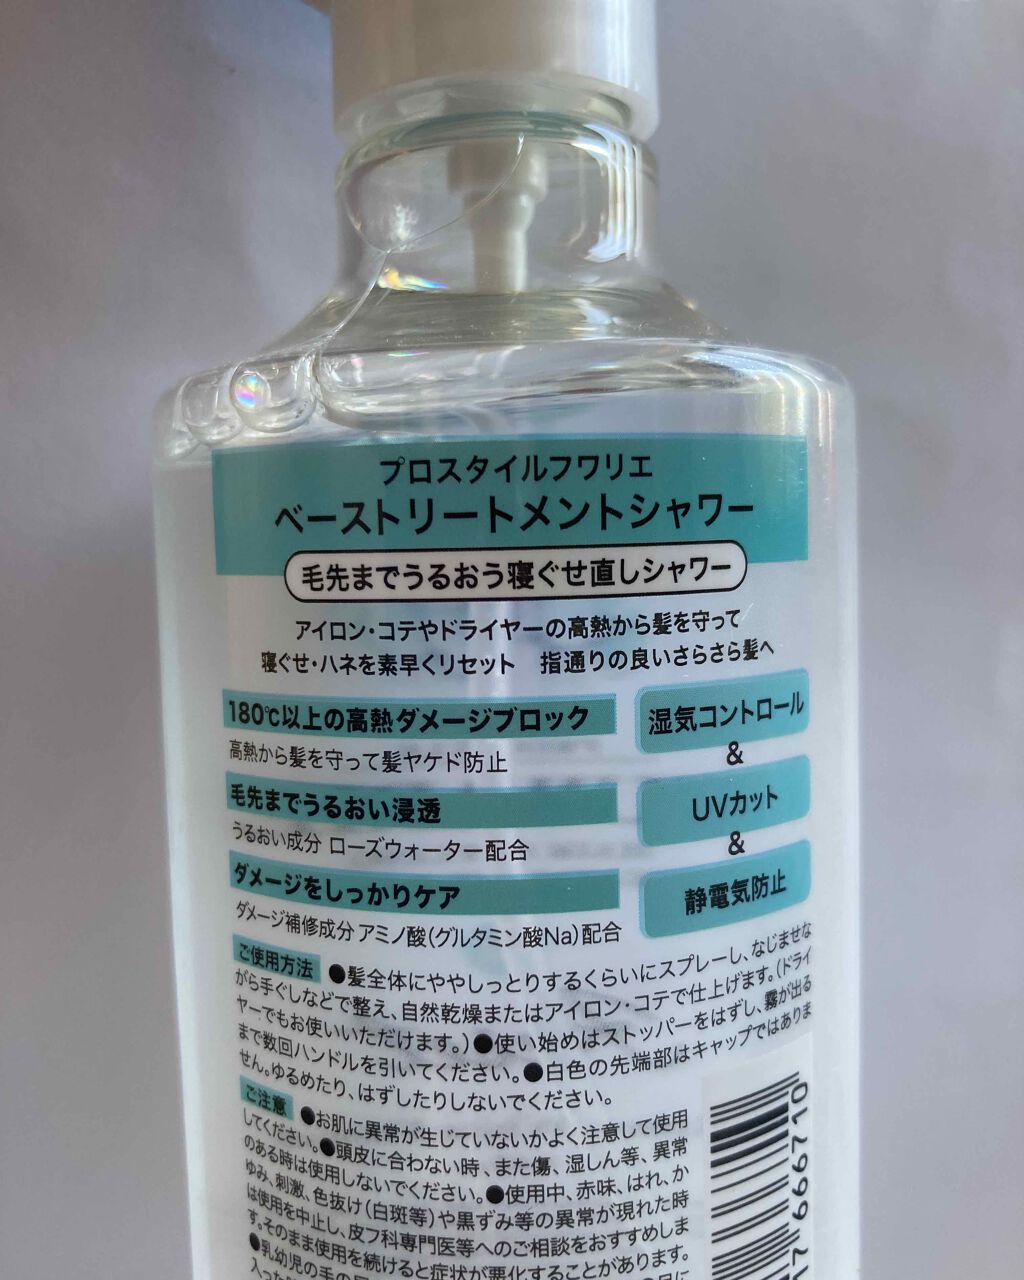 プロスタイルフワリエ
ベーストリートメントシャワー
毛先までうるおう寝ぐせ直しシャワー
アイロン・コテやドライヤーの高熱から髪を守って
寝ぐせ・ハネを素早くリセット　指通りの良いさらさら髪へ
180℃以上の高熱ダメージブロック
高熱から髪を守って髪ヤケド防止
毛先までうるおい浸透
うるおい成分 ローズウォーター配合
ダメージをしっかりケア
ダメージ補修成分 アミノ酸(グルタミン酸Na)配合
湿気コントロール
&
UVカット
&
静電気防止
ご使用方法 ●髪全体にややしっとりするくらいにスプレーし、なじませな
がら手ぐしなどで整え、自然乾燥またはアイロン・コテで仕上げます。(ドライ
ヤーでもお使いいただけます。)●使い始めはストッパーをはずし、霧が出る
まで数回ハンドルを引いてください。●白色の先端部はキャップではありま
せん。ゆるめたり、はずしたりしないでください。
ご注意 ●お肌に異常が生じていないかよく注意して使用
してください。●頭皮に合わない時、また傷、湿しん等、異常
のある時は使用しないでください。●使用中、赤味、はれ、か
ゆみ、刺激、色抜け(白斑等)や黒ずみ等の異常が現れた時
は使用を中止し、皮フ科専門医等へのご相談をおすすめしま
す。そのまま使用を続けると症状が悪化することがあります。
●乳幼児の手の